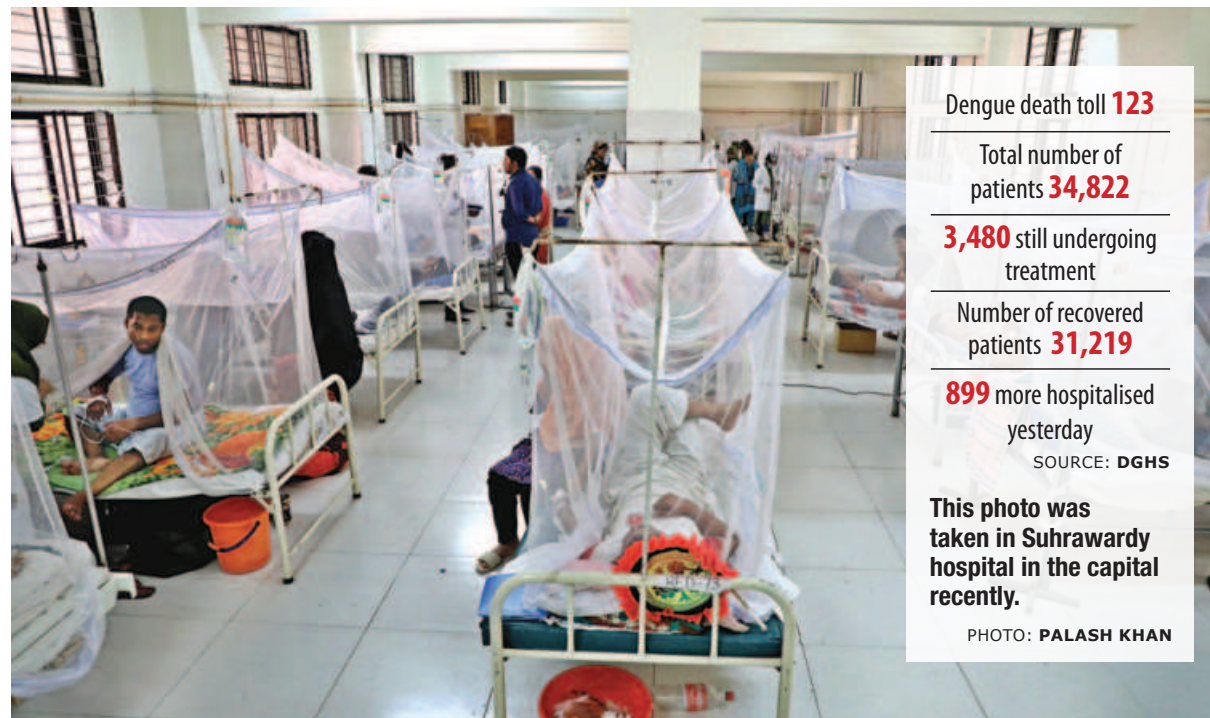 Dengue death toll 123
Total number of
patients 34,822
3,480 still undergoing
treatment
Number of recovered
patients 31,219
899 more hospitalised
yesterday
SOURCE: DGHS
This photo was
taken in Suhrawardy
hospital in the capital
recently.
PHOTO: PALASH KHAN